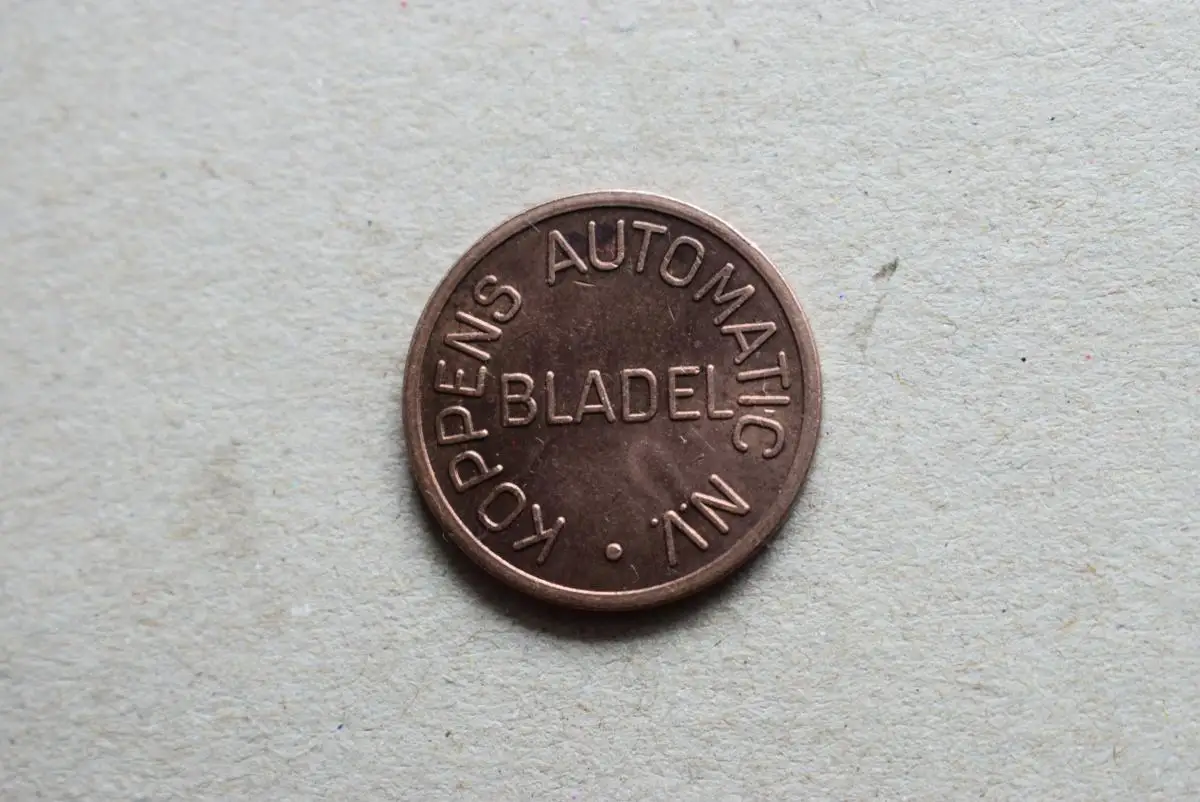 KOPPENS AUTOMATIC N.V. •
BLADEL